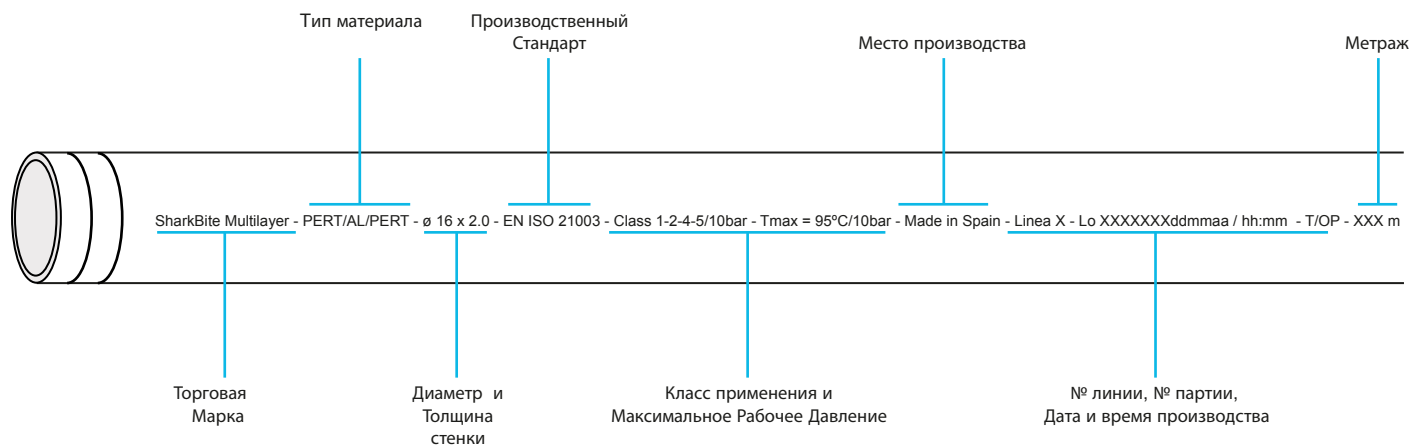 Тип материала
Производственный
Стандарт
Место производства
Метраж
SharkBite Multilayer - PERT/AL/PERT - ø 16 x 2.0 - EN ISO 21003 - Class 1-2-4-5/10bar - Tmax = 95ºC/10bar - Made in Spain - Linea X - Lo XXXXXXXddmmaa / hh:mm - T/OP - XXX m
Торговая
Марка
Диаметр и
Толщина
стенки
Класс применения и
Максимальное Рабочее Давление
№ линии, № партии,
Дата и время производства